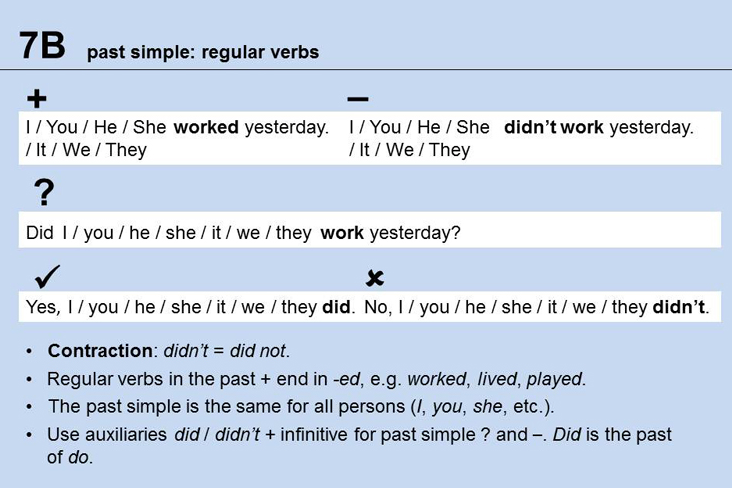 7B past simple: regular verbs
+ –
I / You / He / She worked yesterday. I / You / He / She didn't work yesterday.
/ It / We / They / It / We / They
?
Did I / you / he / she / it / we / they work yesterday?
✓ ✘
Yes, I / you / he / she / it / we / they did. No, I / you / he / she / it / we / they didn't.
• Contraction: didn't = did not.
• Regular verbs in the past + end in -ed, e.g. worked, lived, played.
• The past simple is the same for all persons (I, you, she, etc.).
• Use auxiliaries did / didn't + infinitive for past simple ? and –. Did is the past
of do.